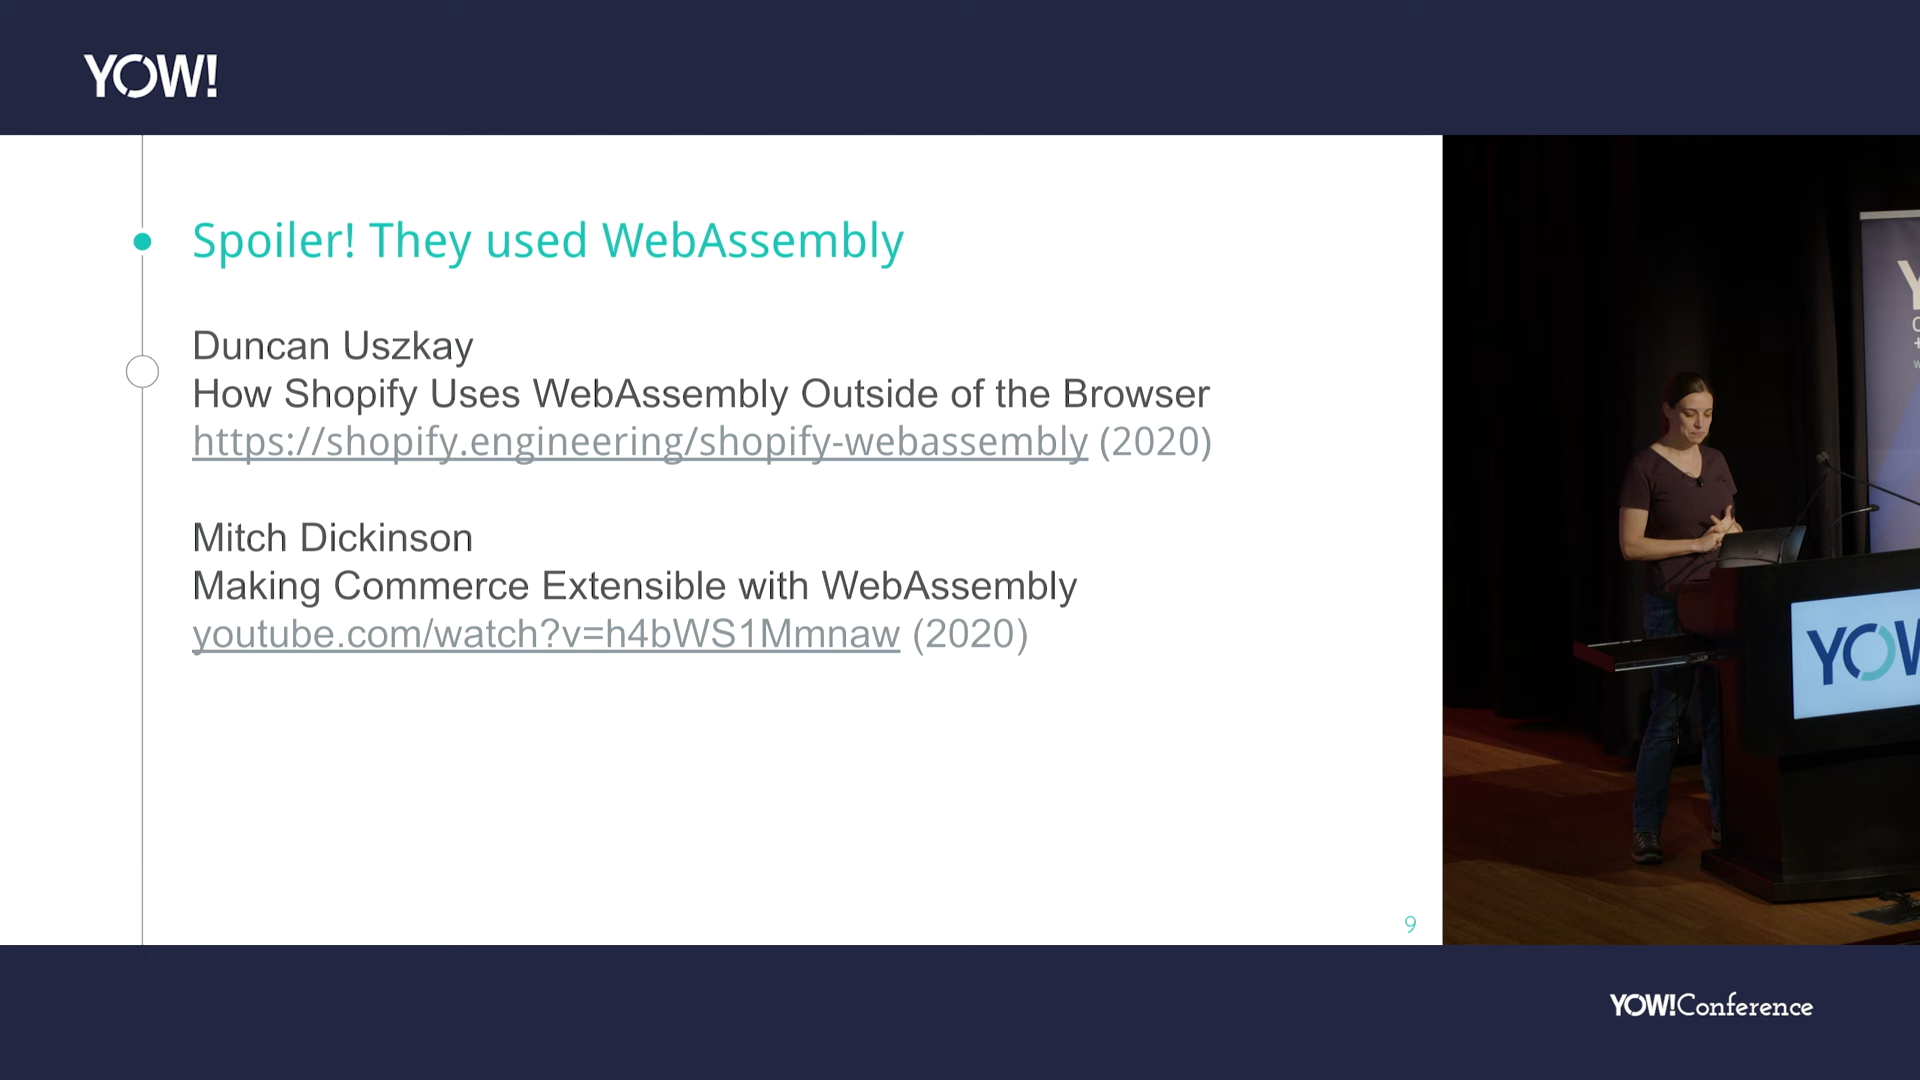 YOW!
Spoiler! They used WebAssembly
Duncan Uszkay
How Shopify Uses WebAssembly Outside of the Browser
https://shopify.engineering/shopify-webassembly (2020)
Mitch Dickinson
Making Commerce Extensible with WebAssembly
youtube.com/watch?v=h4bWS1Mmnaw (2020)
9
YOW
YOW!Conference